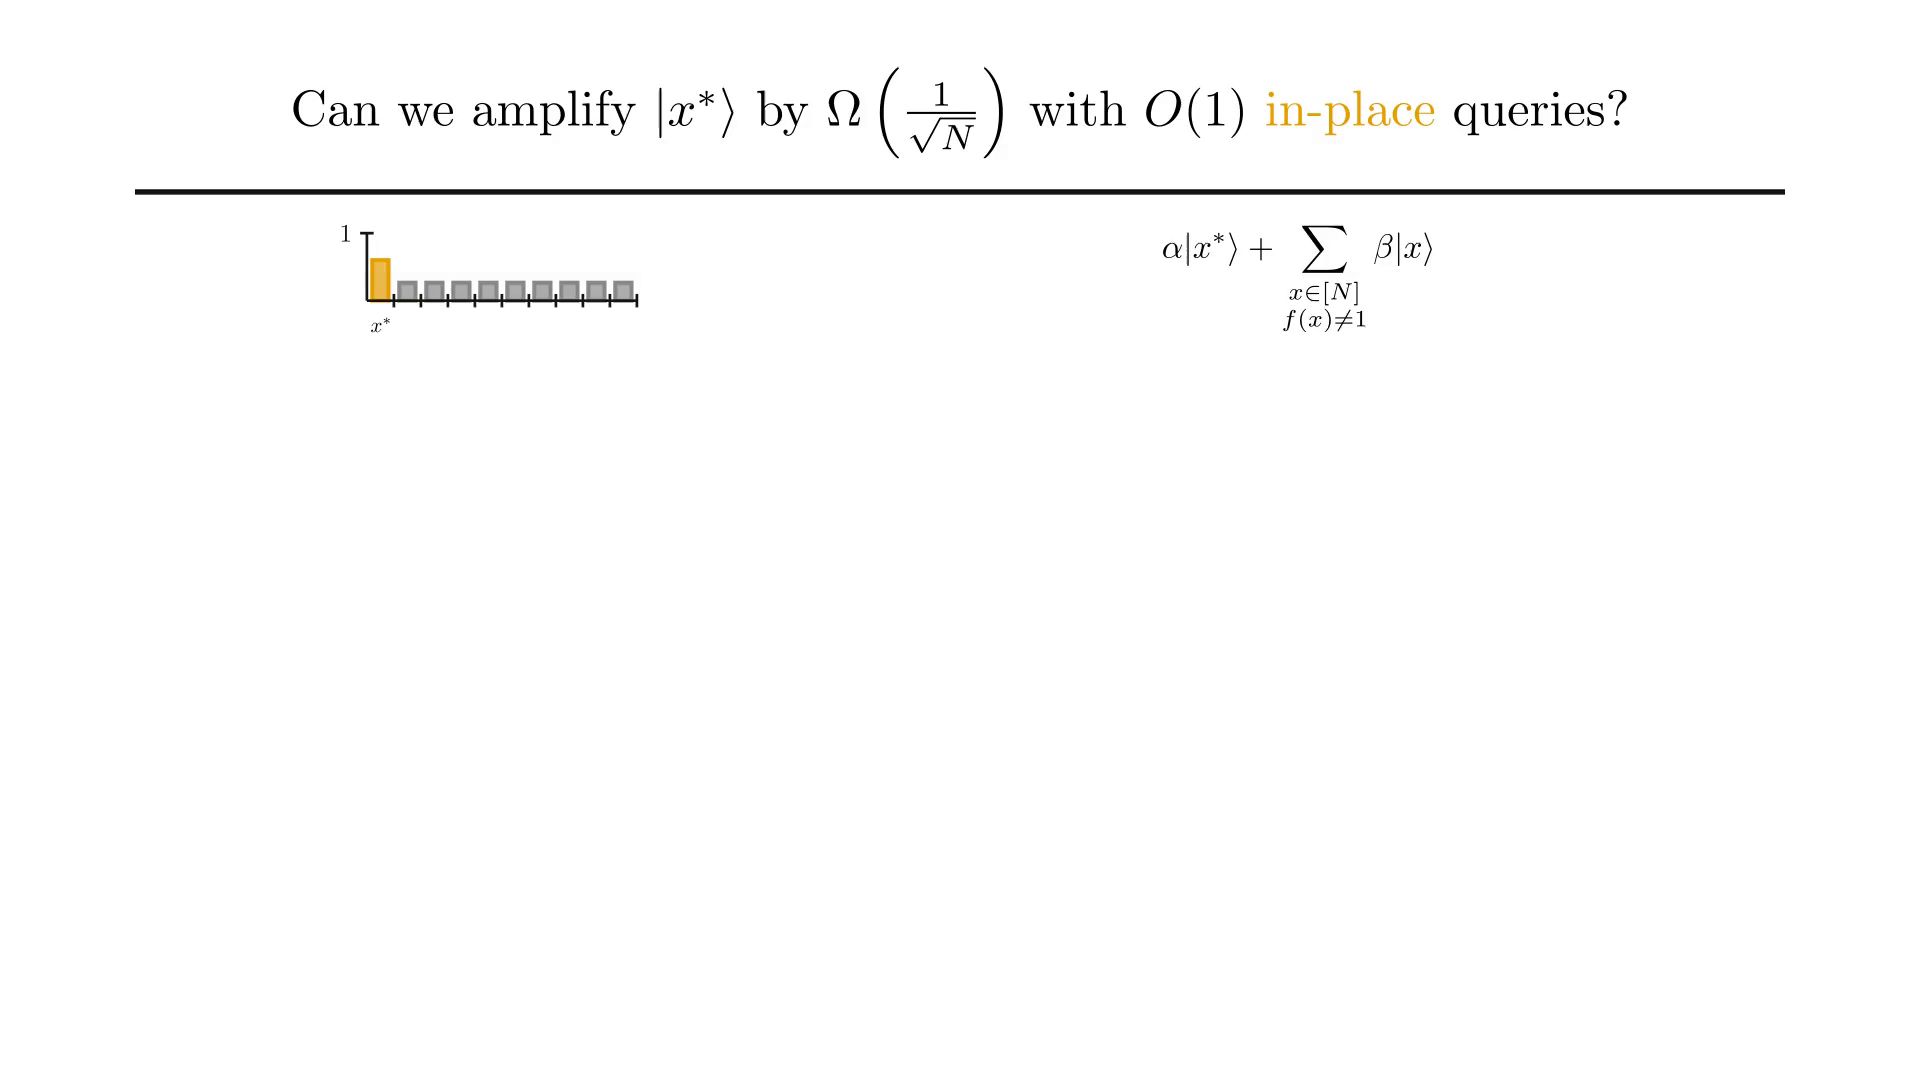 Can we amplify |x*⟩ by Ω(1/√N) with O(1) in-place queries?
1
x*
α|x*⟩ + ∑ β|x⟩
x∈[N]
f(x)≠1